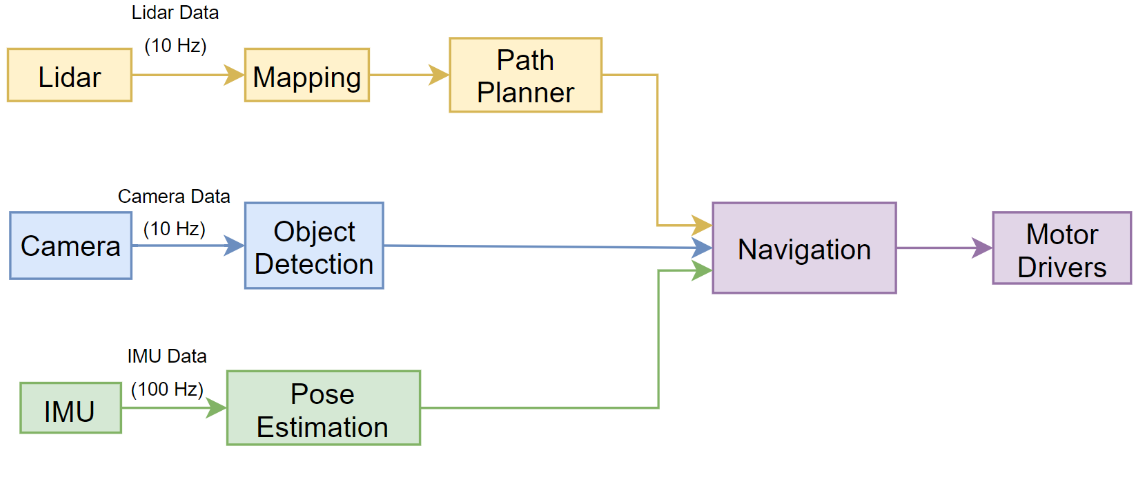 Lidar Data
(10 Hz)
Lidar
Mapping
Path
Planner
Camera Data
(10 Hz)
Camera
Object
Detection
Navigation
Motor
Drivers
IMU Data
(100 Hz)
IMU
Pose
Estimation